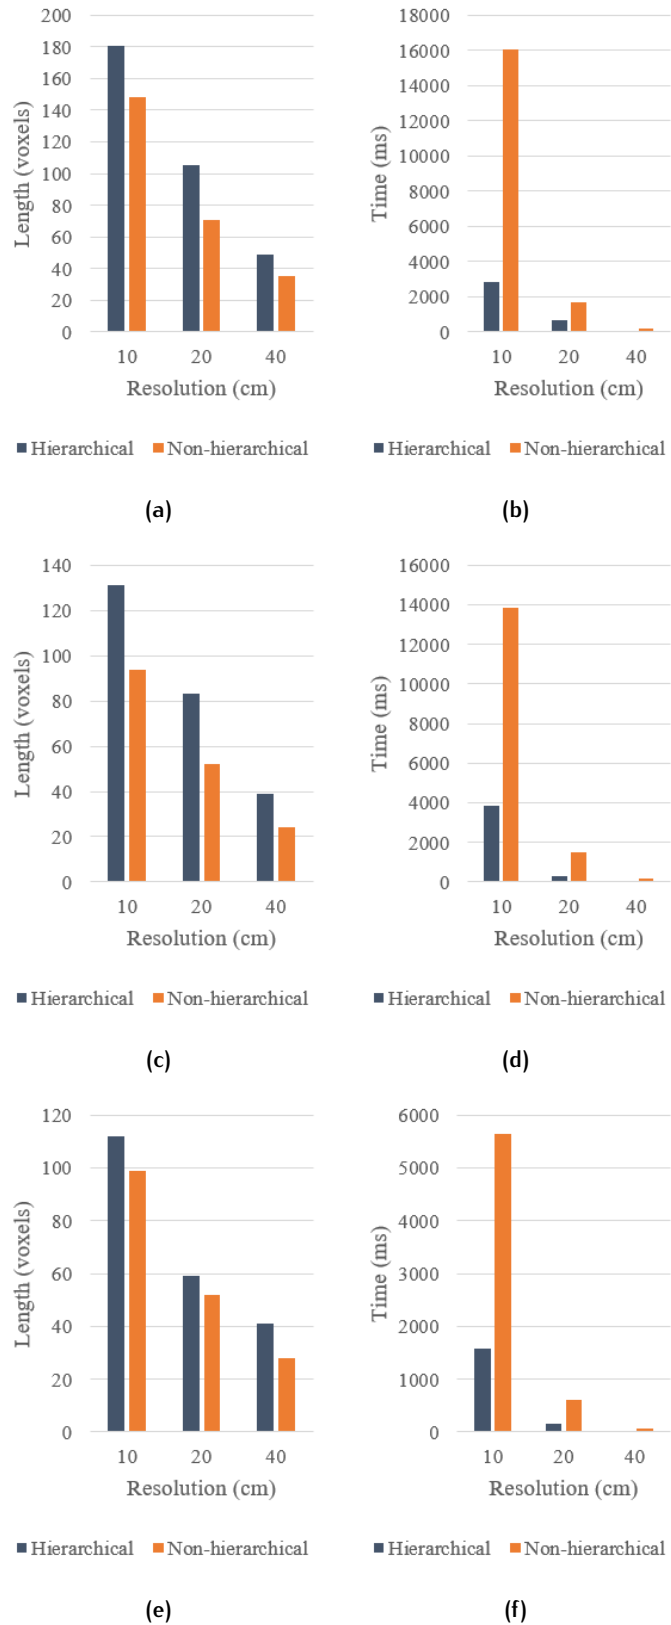 200
180
160
140
120
100
80
60
40
20
0
Length (voxels)
10 20 40
Resolution (cm)
Hierarchical Non-hierarchical
(a)
18000
16000
14000
12000
10000
8000
6000
4000
2000
0
Time (ms)
10 20 40
Resolution (cm)
Hierarchical Non-hierarchical
(b)
140
120
100
80
60
40
20
0
Length (voxels)
10 20 40
Resolution (cm)
Hierarchical Non-hierarchical
(c)
16000
14000
12000
10000
8000
6000
4000
2000
0
Time (ms)
10 20 40
Resolution (cm)
Hierarchical Non-hierarchical
(d)
120
100
80
60
40
20
0
Length (voxels)
10 20 40
Resolution (cm)
Hierarchical Non-hierarchical
(e)
6000
5000
4000
3000
2000
1000
0
Time (ms)
10 20 40
Resolution (cm)
Hierarchical Non-hierarchical
(f)